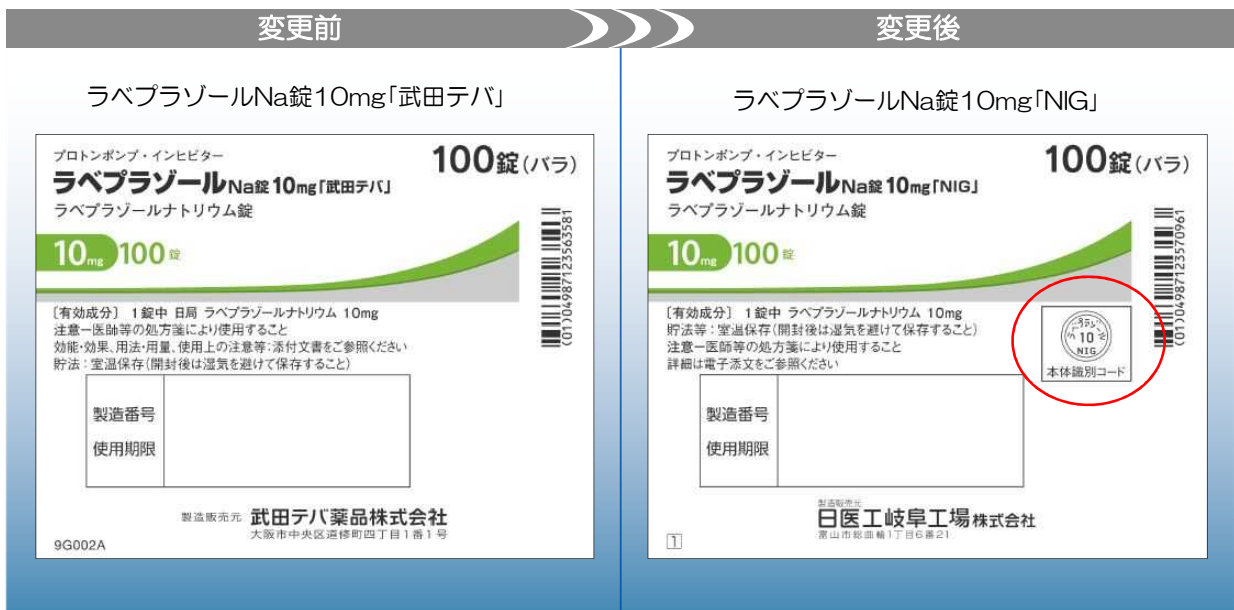 変更前
変更後
ラベプラゾールNa錠10mg「武田テバ」
プロトンポンプ・インヒビター
100錠(バラ)
ラベプラゾールNa錠10mg「武田テバ」
ラベプラゾールナトリウム錠
10mg 100錠
(01)04987123563581
〔有効成分〕 1錠中 日局 ラベプラゾールナトリウム 10mg
注意－医師等の処方箋により使用すること
効能・効果、用法・用量、使用上の注意等:添付文書をご参照ください
貯法:室温保存(開封後は湿気を避けて保存すること)
製造番号
使用期限
製造販売元 武田テバ薬品株式会社
大阪市中央区道修町四丁目1番1号
9G002A
ラベプラゾールNa錠10mg「NIG」
プロトンポンプ・インヒビター
100錠(バラ)
ラベプラゾールNa錠10mg「NIG」
ラベプラゾールナトリウム錠
10mg 100錠
(01)04987123570961
〔有効成分〕 1錠中 ラベプラゾールナトリウム 10mg
貯法等:室温保存(開封後は湿気を避けて保存すること)
注意－医師等の処方箋により使用すること
詳細は電子添文をご参照ください
10
NIG
本体識別コード
製造番号
使用期限
製造販売元
日医工岐阜工場株式会社
富山市総曲輪1丁目6番21
1